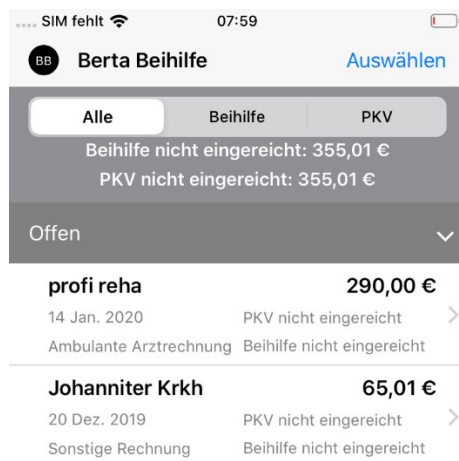 SIM fehlt 07:59
BB Berta Beihilfe Auswählen
Alle Beihilfe PKV
Beihilfe nicht eingereicht: 355,01 €
PKV nicht eingereicht: 355,01 €
Offen
profi reha 290,00 €
14 Jan. 2020 PKV nicht eingereicht
Ambulante Arztrechnung Beihilfe nicht eingereicht
Johanniter Krkh 65,01 €
20 Dez. 2019 PKV nicht eingereicht
Sonstige Rechnung Beihilfe nicht eingereicht